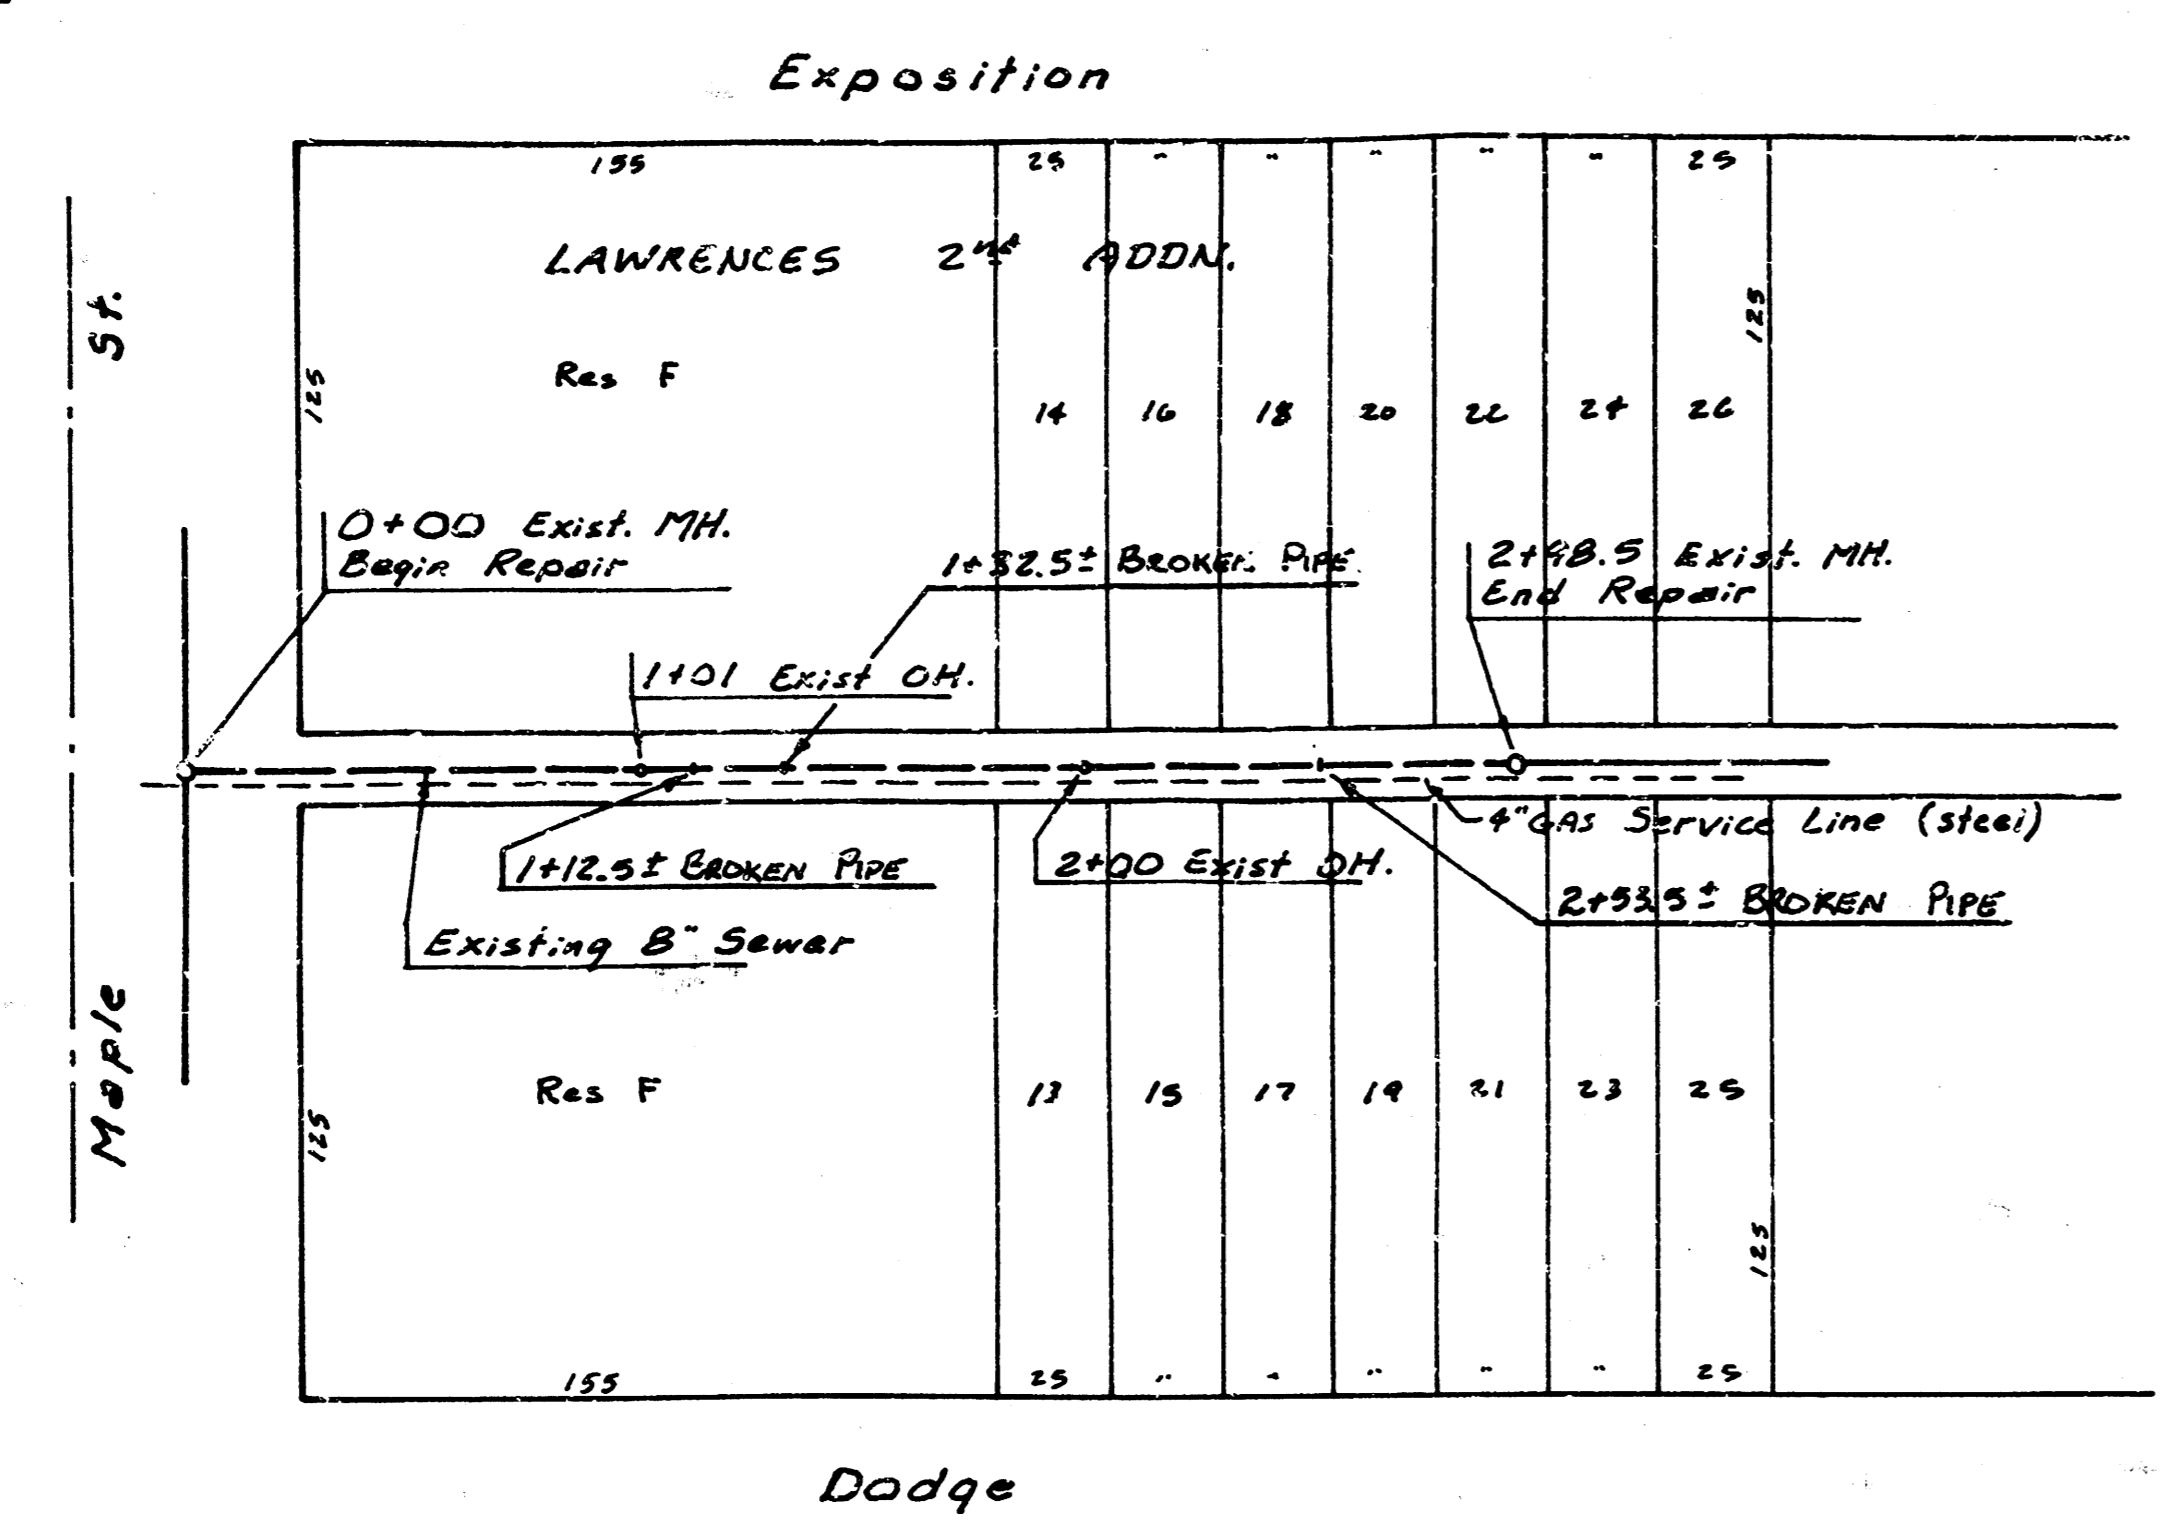 Exposition
155
25
"
"
"
"
"
25
LAWRENCES 2nd ADDN.
St.
125
125
Res F
14
16
18
20
22
24
26
0+00 Exist. MH.
Begin Repair
1+32.5± BROKEN PIPE
2+98.5 Exist. MH.
End Repair
1+01 Exist OH.
4" GAS Service Line (steel)
1+12.5± BROKEN PIPE
2+00 Exist OH.
2+53.5± BROKEN PIPE
Existing 8" Sewer
Maple
Res F
13
15
17
19
21
23
25
125
125
155
25
"
"
"
"
"
25
Dodge